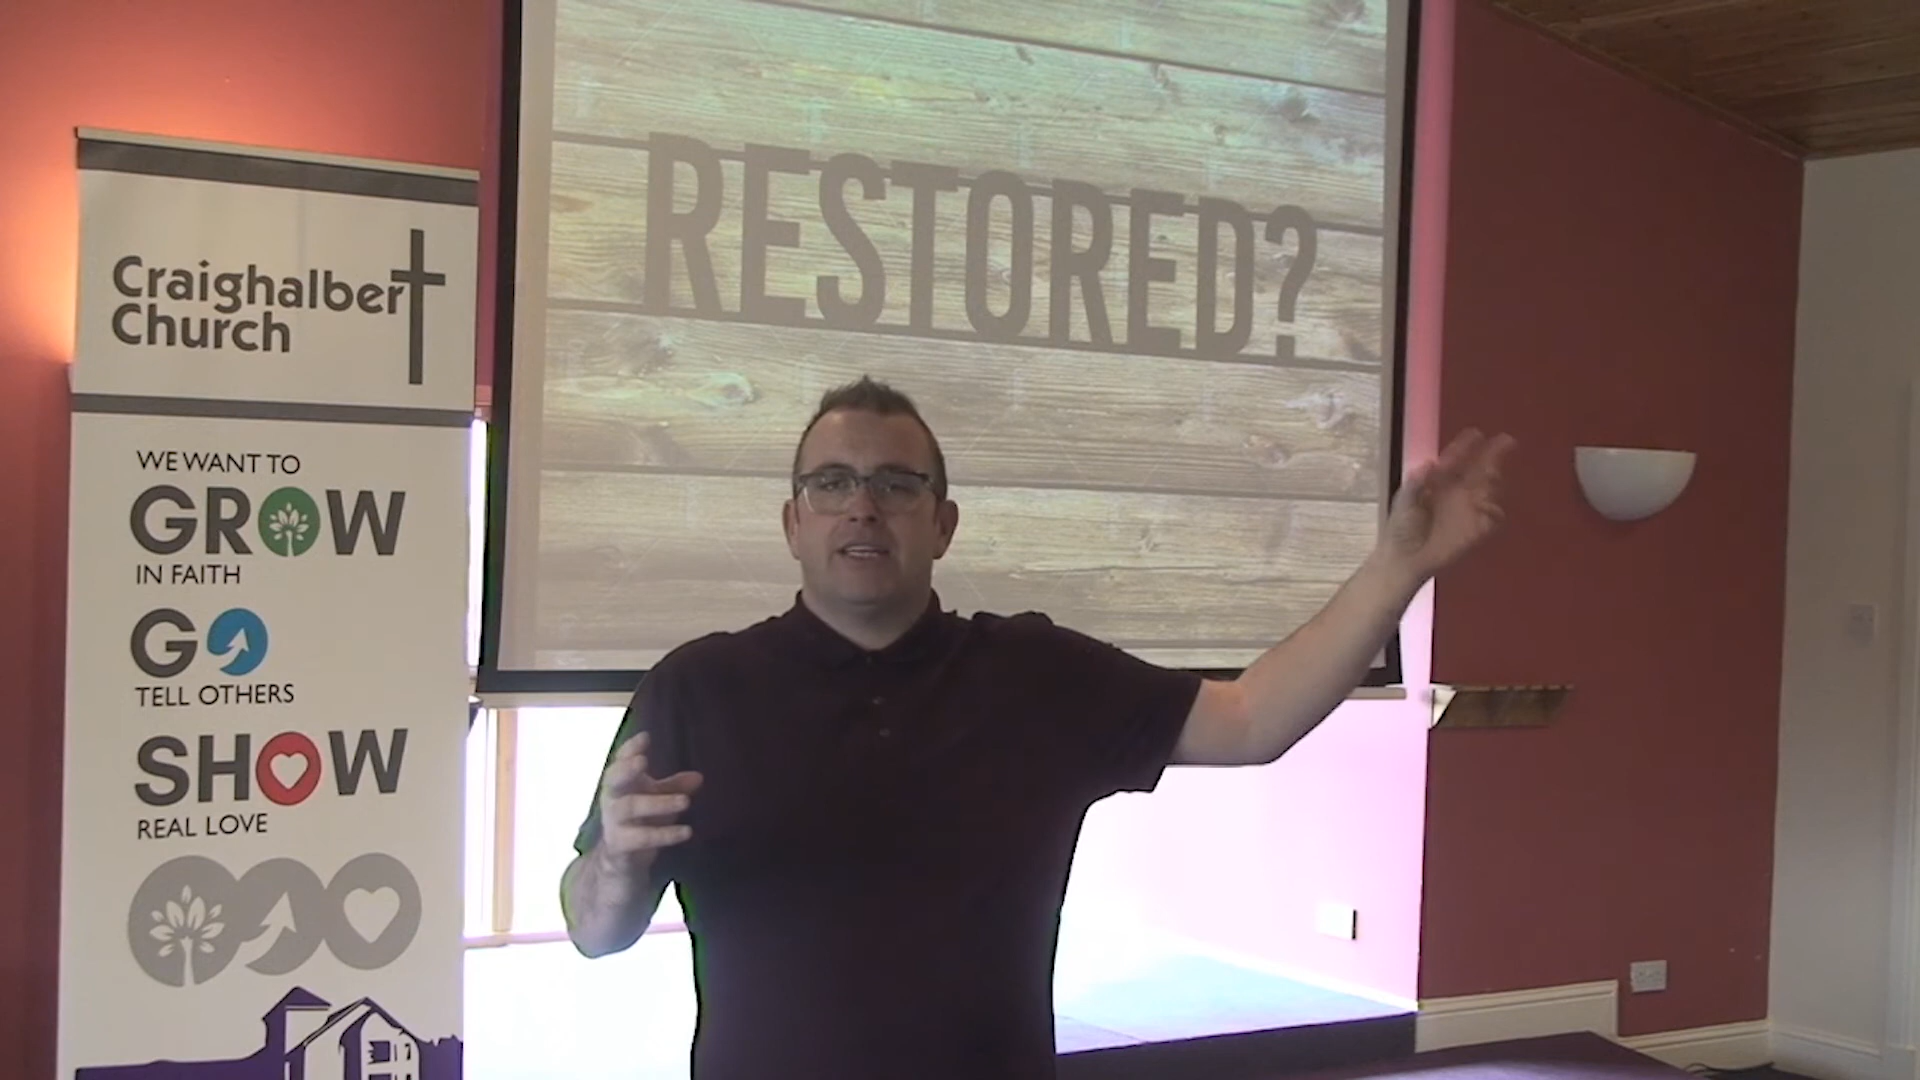 Craighalbert
Church
WE WANT TO
GROW
IN FAITH
GO
TELL OTHERS
SHOW
REAL LOVE
RESTORED?